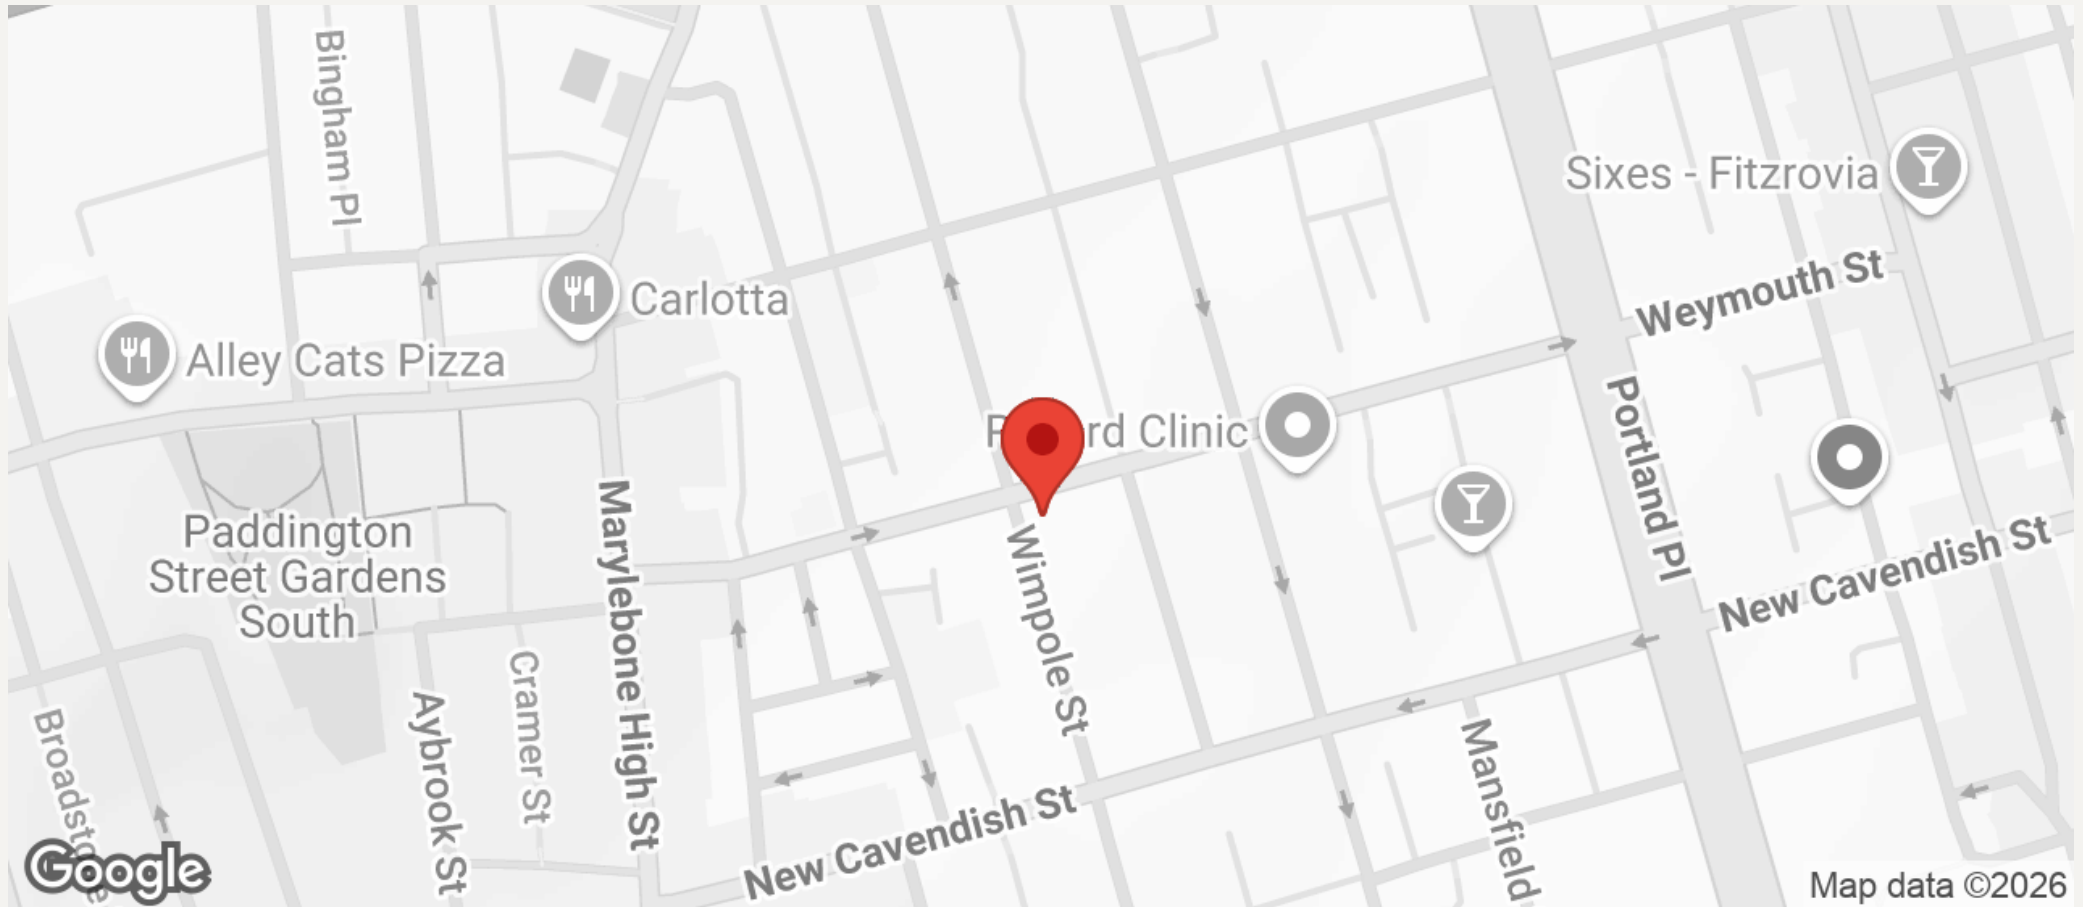 Bingham Pl
Sixes - Fitzrovia
Weymouth St
Carlotta
Alley Cats Pizza
rd Clinic
Portland Pl
Paddington
Street Gardens
South
Marylebone High St
Wimpole St
New Cavendish St
Cramer St
Aybrook St
Mansfield
New Cavendish St
Google
Map data ©2026